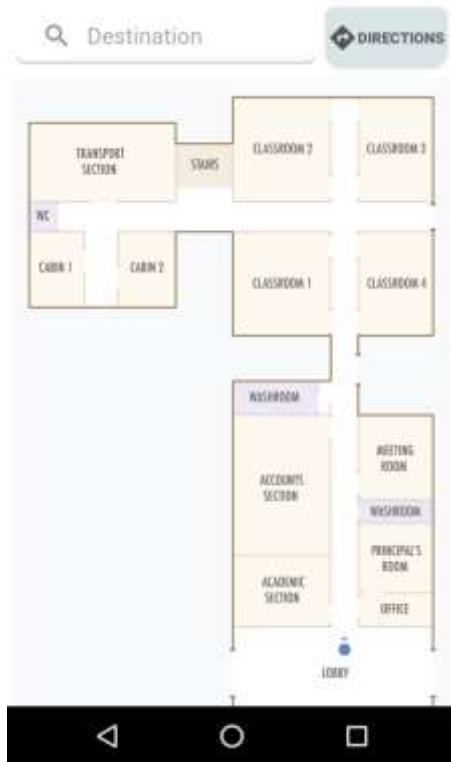 Destination
DIRECTIONS
CLASSROOM 2
CLASSROOM 3
TRANSPORT
SECTION
STAIRS
WC
CABIN 1
CABIN 2
CLASSROOM 1
CLASSROOM 4
WASHROOM
MEETING
ROOM
ACCOUNTS
SECTION
WASHROOM
PRINCIPAL'S
ROOM
ACADEMIC
SECTION
OFFICE
LOBBY